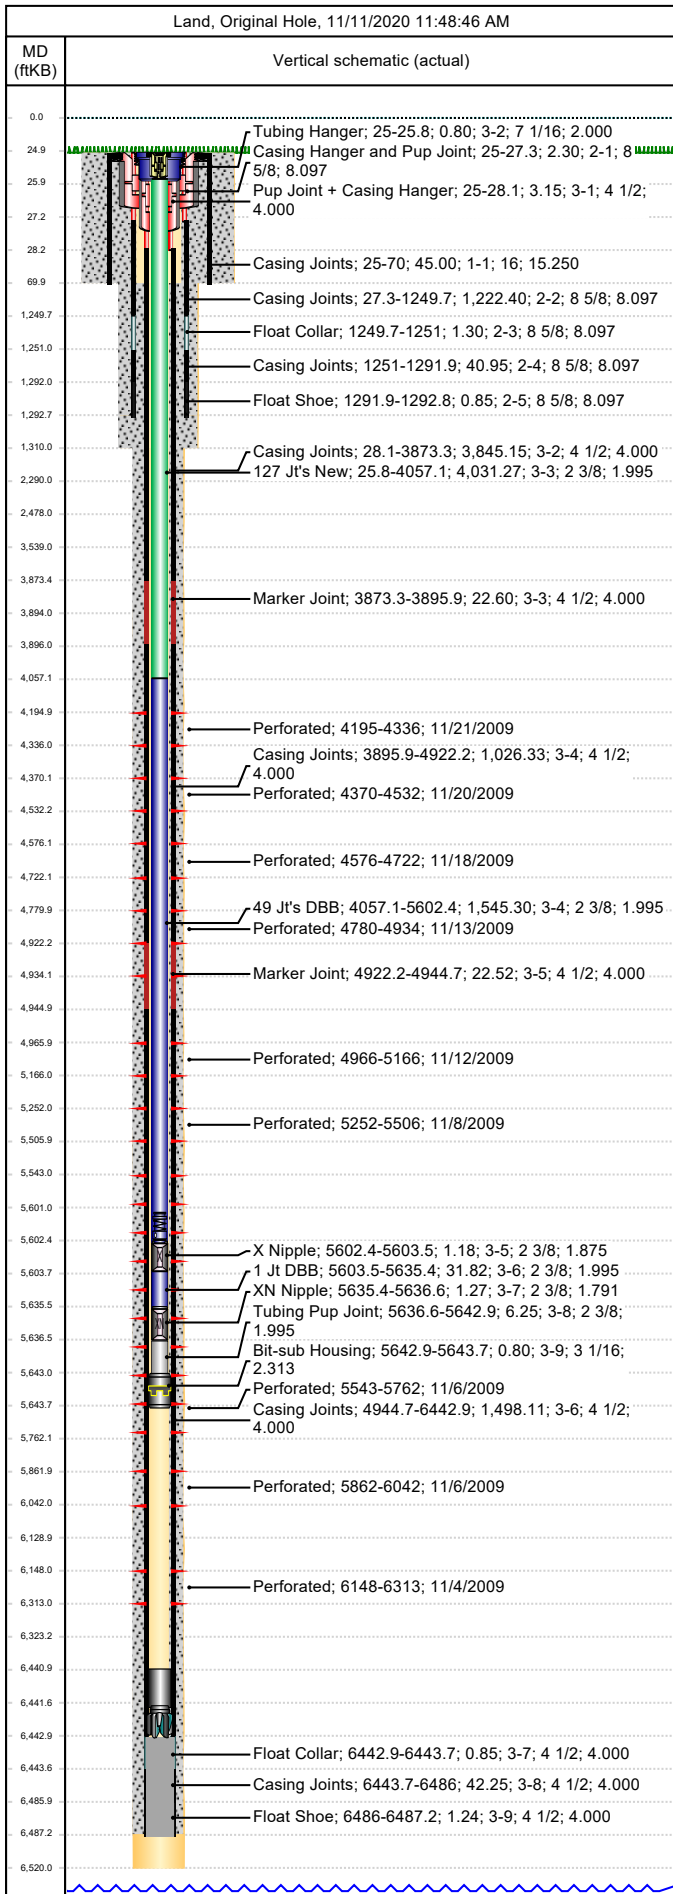 Land, Original Hole, 11/11/2020 11:48:46 AM
MD
(ftKB)
Vertical schematic (actual)
0.0
Tubing Hanger; 25-25.8; 0.80; 3-2; 7 1/16; 2.000
24.9
Casing Hanger and Pup Joint; 25-27.3; 2.30; 2-1; 8
5/8; 8.097
25.9
Pup Joint + Casing Hanger; 25-28.1; 3.15; 3-1; 4 1/2;
4.000
27.2
28.2
Casing Joints; 25-70; 45.00; 1-1; 16; 15.250
69.9
Casing Joints; 27.3-1249.7; 1,222.40; 2-2; 8 5/8; 8.097
1,249.7
Float Collar; 1249.7-1251; 1.30; 2-3; 8 5/8; 8.097
1,251.0
Casing Joints; 1251-1291.9; 40.95; 2-4; 8 5/8; 8.097
1,292.0
Float Shoe; 1291.9-1292.8; 0.85; 2-5; 8 5/8; 8.097
1,292.7
1,310.0
Casing Joints; 28.1-3873.3; 3,845.15; 3-2; 4 1/2; 4.000
127 Jt's New; 25.8-4057.1; 4,031.27; 3-3; 2 3/8; 1.995
2,290.0
2,478.0
3,539.0
3,873.4
Marker Joint; 3873.3-3895.9; 22.60; 3-3; 4 1/2; 4.000
3,894.0
3,896.0
4,057.1
4,194.9
Perforated; 4195-4336; 11/21/2009
4,336.0
Casing Joints; 3895.9-4922.2; 1,026.33; 3-4; 4 1/2;
4.000
4,370.1
Perforated; 4370-4532; 11/20/2009
4,532.2
4,576.1
Perforated; 4576-4722; 11/18/2009
4,722.1
49 Jt's DBB; 4057.1-5602.4; 1,545.30; 3-4; 2 3/8; 1.995
4,779.9
Perforated; 4780-4934; 11/13/2009
4,922.2
Marker Joint; 4922.2-4944.7; 22.52; 3-5; 4 1/2; 4.000
4,934.1
4,944.9
4,965.9
Perforated; 4966-5166; 11/12/2009
5,166.0
5,252.0
Perforated; 5252-5506; 11/8/2009
5,505.9
5,543.0
5,601.0
5,602.4
X Nipple; 5602.4-5603.5; 1.18; 3-5; 2 3/8; 1.875
5,603.7
1 Jt DBB; 5603.5-5635.4; 31.82; 3-6; 2 3/8; 1.995
XN Nipple; 5635.4-5636.6; 1.27; 3-7; 2 3/8; 1.791
5,635.5
Tubing Pup Joint; 5636.6-5642.9; 6.25; 3-8; 2 3/8;
1.995
5,636.5
Bit-sub Housing; 5642.9-5643.7; 0.80; 3-9; 3 1/16;
2.313
5,643.0
Perforated; 5543-5762; 11/6/2009
5,643.7
Casing Joints; 4944.7-6442.9; 1,498.11; 3-6; 4 1/2;
4.000
5,762.1
5,861.9
Perforated; 5862-6042; 11/6/2009
6,042.0
6,128.9
6,148.0
Perforated; 6148-6313; 11/4/2009
6,313.0
6,323.2
6,440.9
6,441.6
6,442.9
Float Collar; 6442.9-6443.7; 0.85; 3-7; 4 1/2; 4.000
6,443.6
Casing Joints; 6443.7-6486; 42.25; 3-8; 4 1/2; 4.000
6,485.9
Float Shoe; 6486-6487.2; 1.24; 3-9; 4 1/2; 4.000
6,487.2
6,520.0